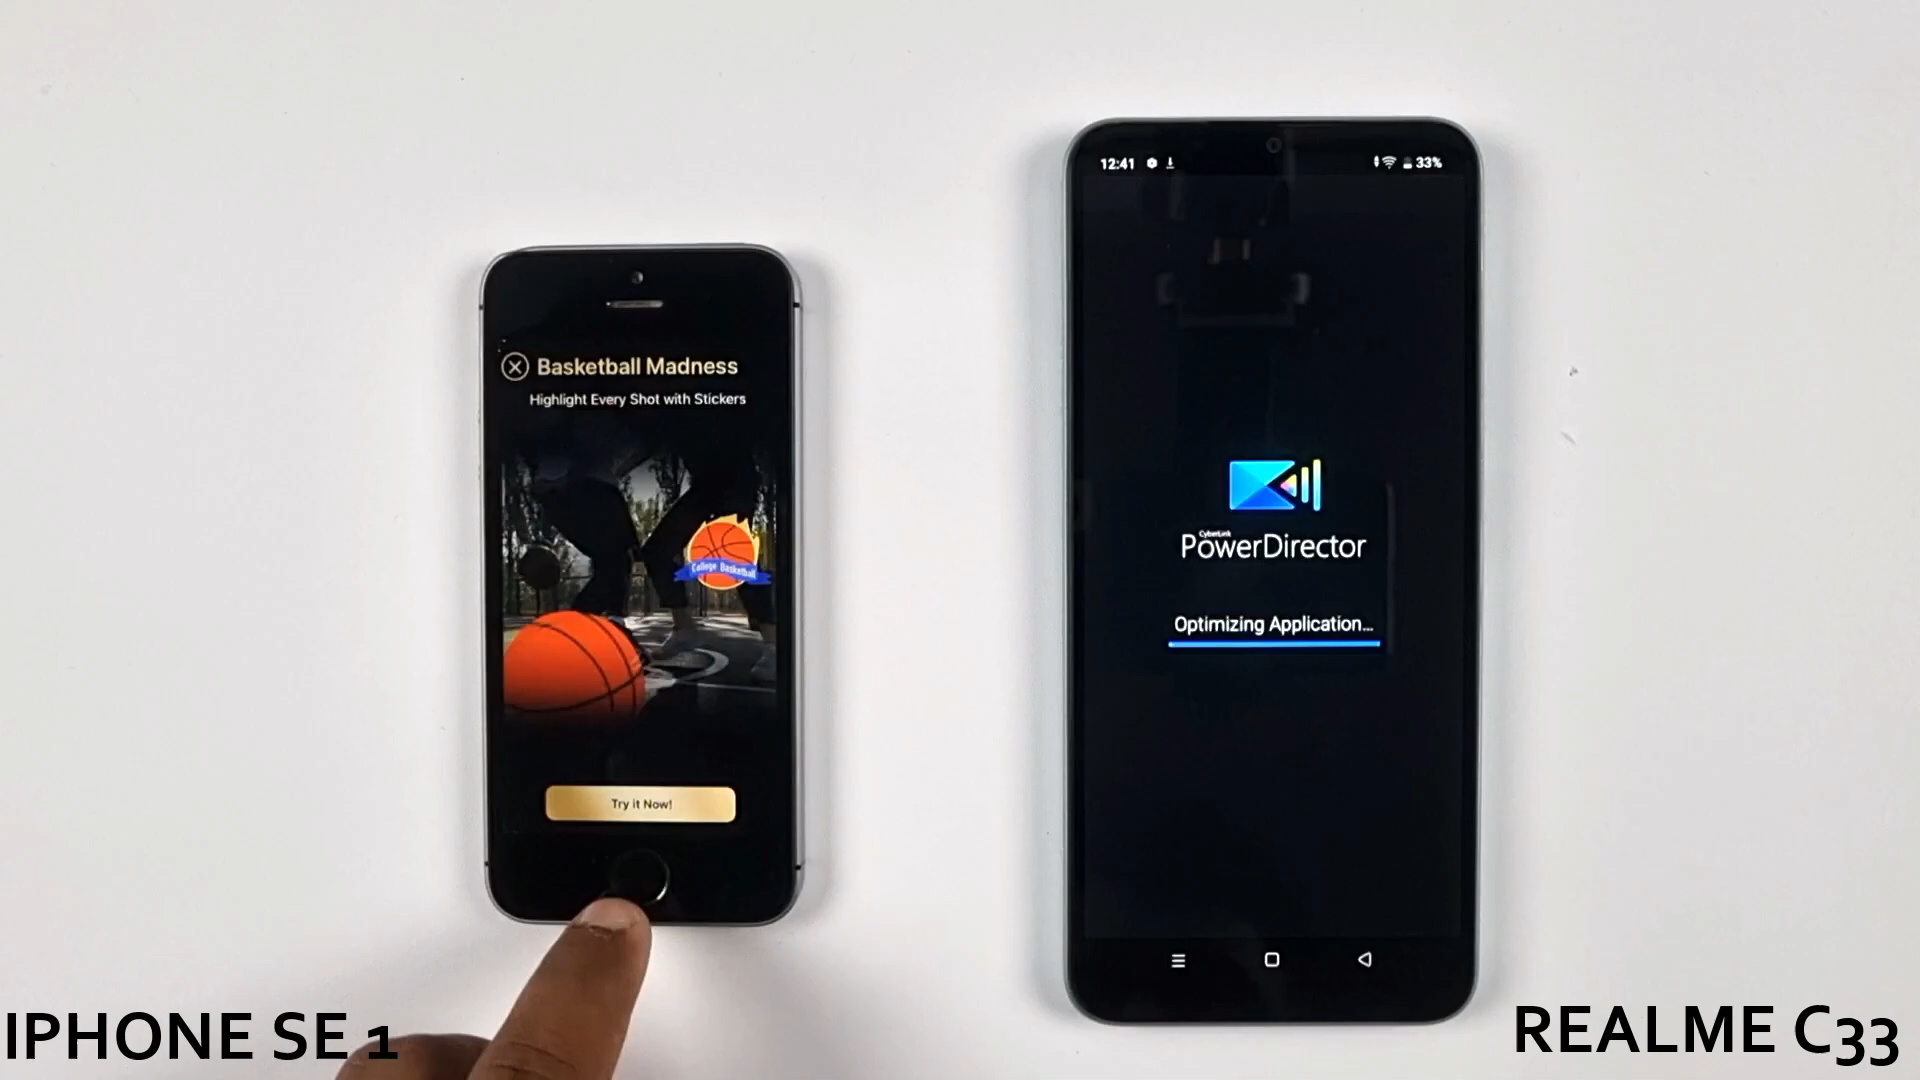 Basketball Madness
Highlight Every Shot with Stickers
College Basketball
Try it Now!
12:41
33%
CyberLink
PowerDirector
Optimizing Application...
IPHONE SE 1
REALME C33